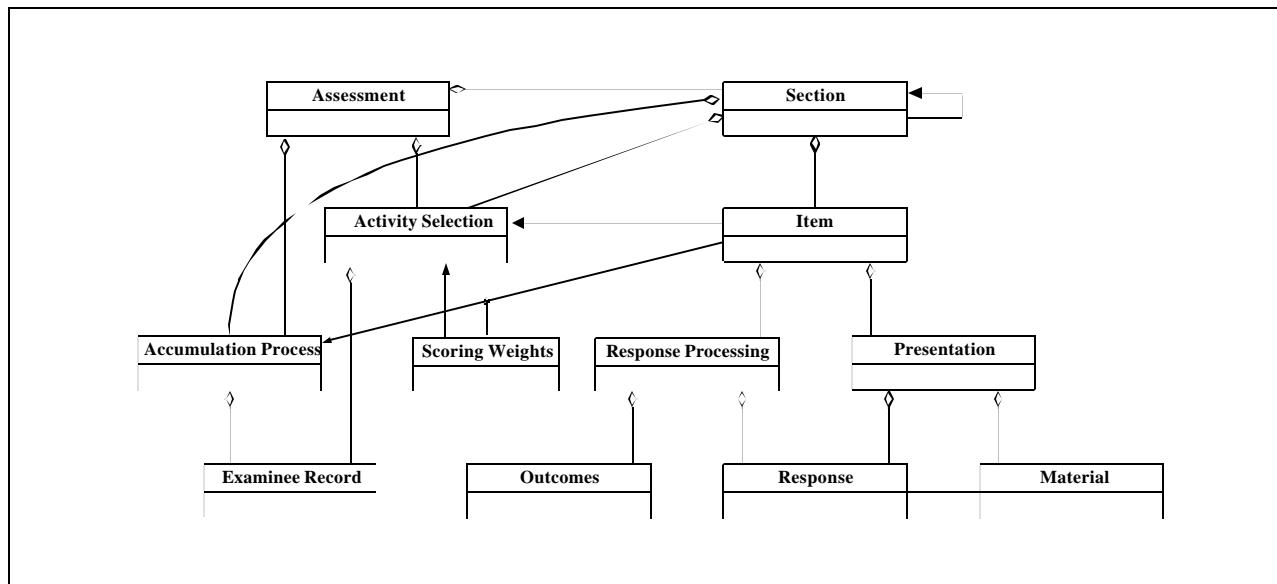 Assessment
Section
Activity Selection
Item
Accumulation Process
Scoring Weights
Response Processing
Presentation
Examinee Record
Outcomes
Response
Material